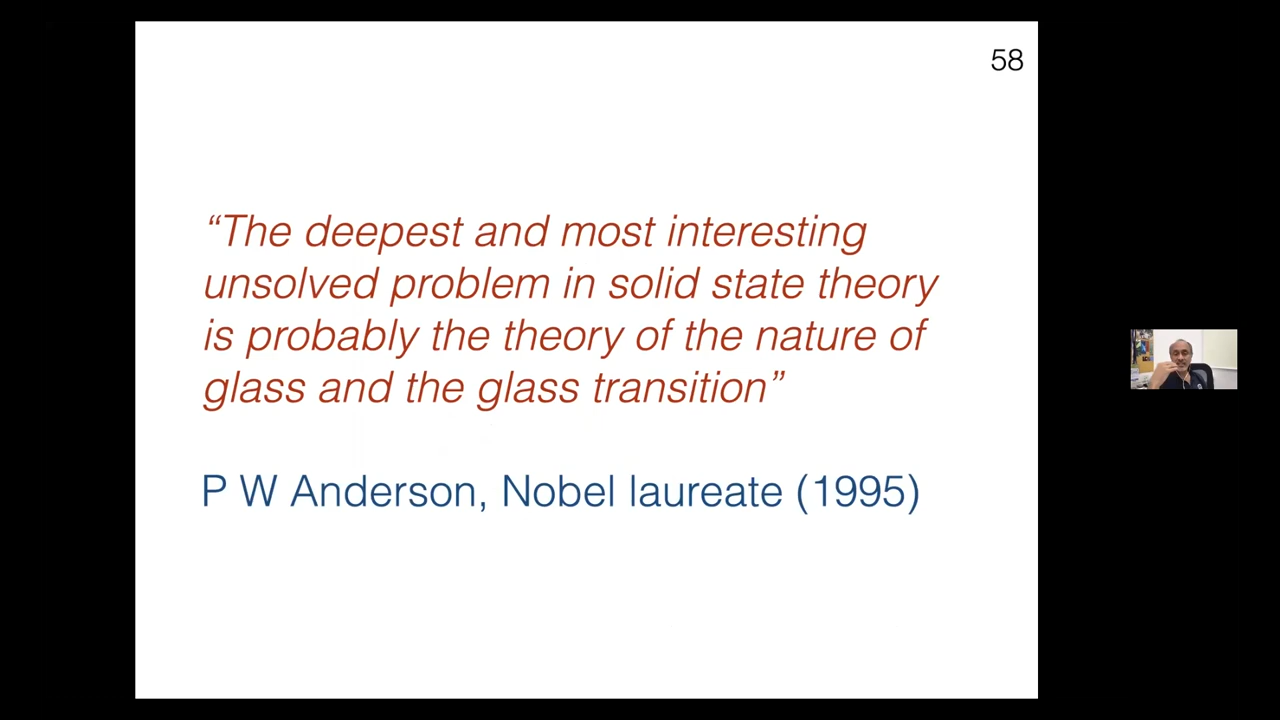 58
“The deepest and most interesting
unsolved problem in solid state theory
is probably the theory of the nature of
glass and the glass transition”
P W Anderson, Nobel laureate (1995)